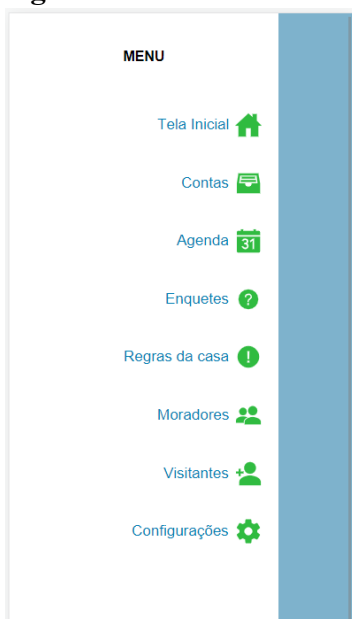 MENU
Tela Inicial
Contas
Agenda
31
Enquetes
?
Regras da casa
!
Moradores
Visitantes
Configurações